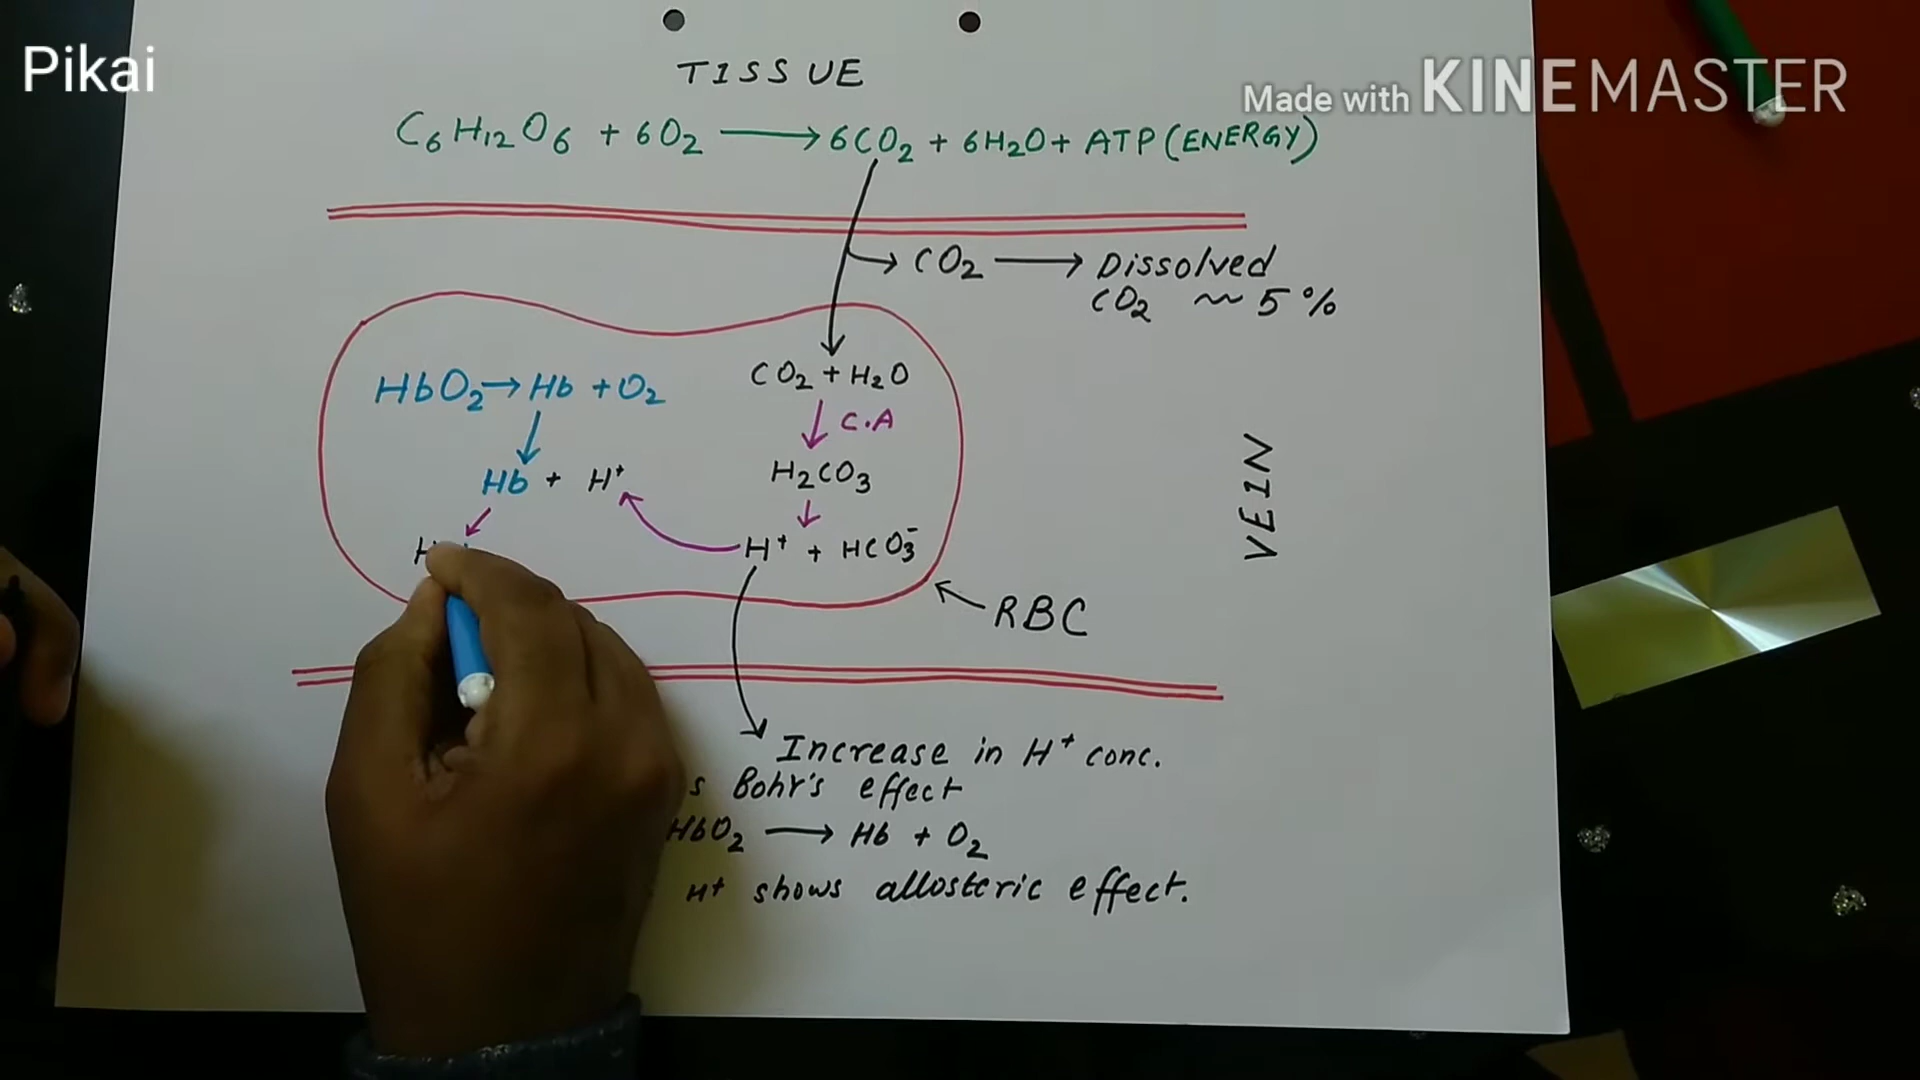 Pikai
Made with KINEMASTER
TISSUE
C6H12O6 + 6O2 → 6CO2 + 6H2O + ATP (ENERGY)
CO2 → Dissolved
CO2 ~ 5 %
HbO2 → Hb + O2
CO2 + H2O
C.A
Hb + H+
H2CO3
H+ + HCO3-
RBC
VEIN
Increase in H+ conc.
Bohr's effect
HbO2 → Hb + O2
H+ shows allosteric effect.